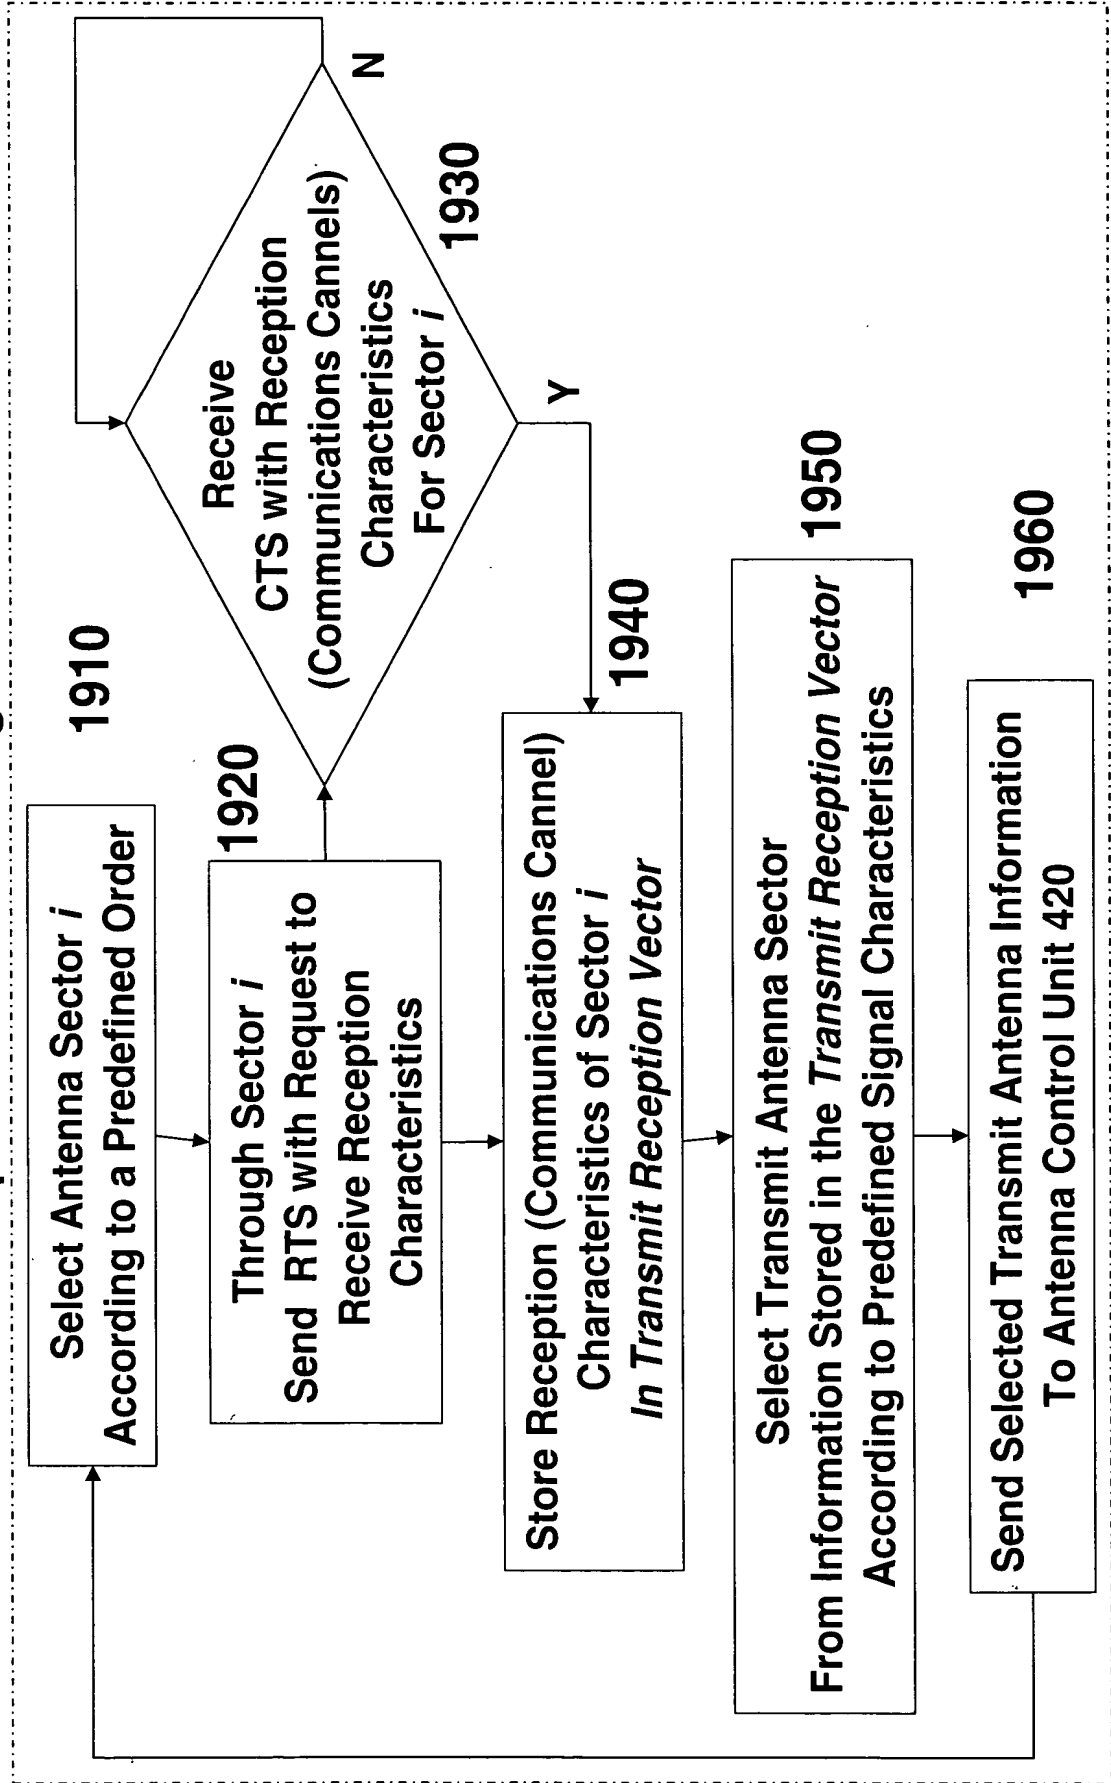 Select Antenna Sector i
According to a Predefined Order
1910
Through Sector i
Send RTS with Request to
Receive Reception
Characteristics
1920
Receive
CTS with Reception
(Communications Cannels)
Characteristics
For Sector i
1930
N
Y
Store Reception (Communications Cannel)
Characteristics of Sector i
In Transmit Reception Vector
1940
Select Transmit Antenna Sector
From Information Stored in the Transmit Reception Vector
According to Predefined Signal Characteristics
1950
Send Selected Transmit Antenna Information
To Antenna Control Unit 420
1960